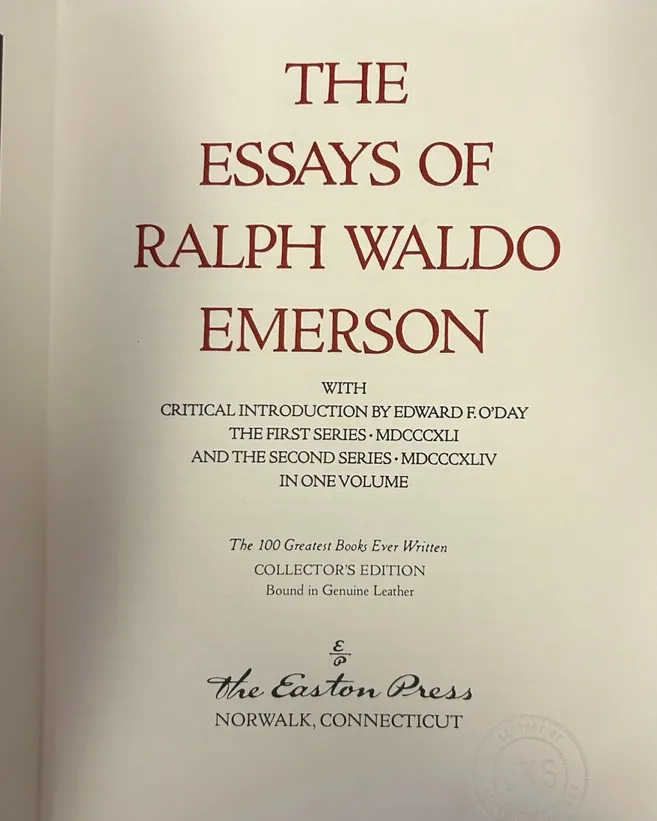 THE
ESSAYS OF
RALPH WALDO
EMERSON
WITH
CRITICAL INTRODUCTION BY EDWARD F. O'DAY
THE FIRST SERIES · MDCCCXLI
AND THE SECOND SERIES · MDCCCXLIV
IN ONE VOLUME
The 100 Greatest Books Ever Written
COLLECTOR'S EDITION
Bound in Genuine Leather
E
P
The Easton Press
NORWALK, CONNECTICUT
LIBRARY OF